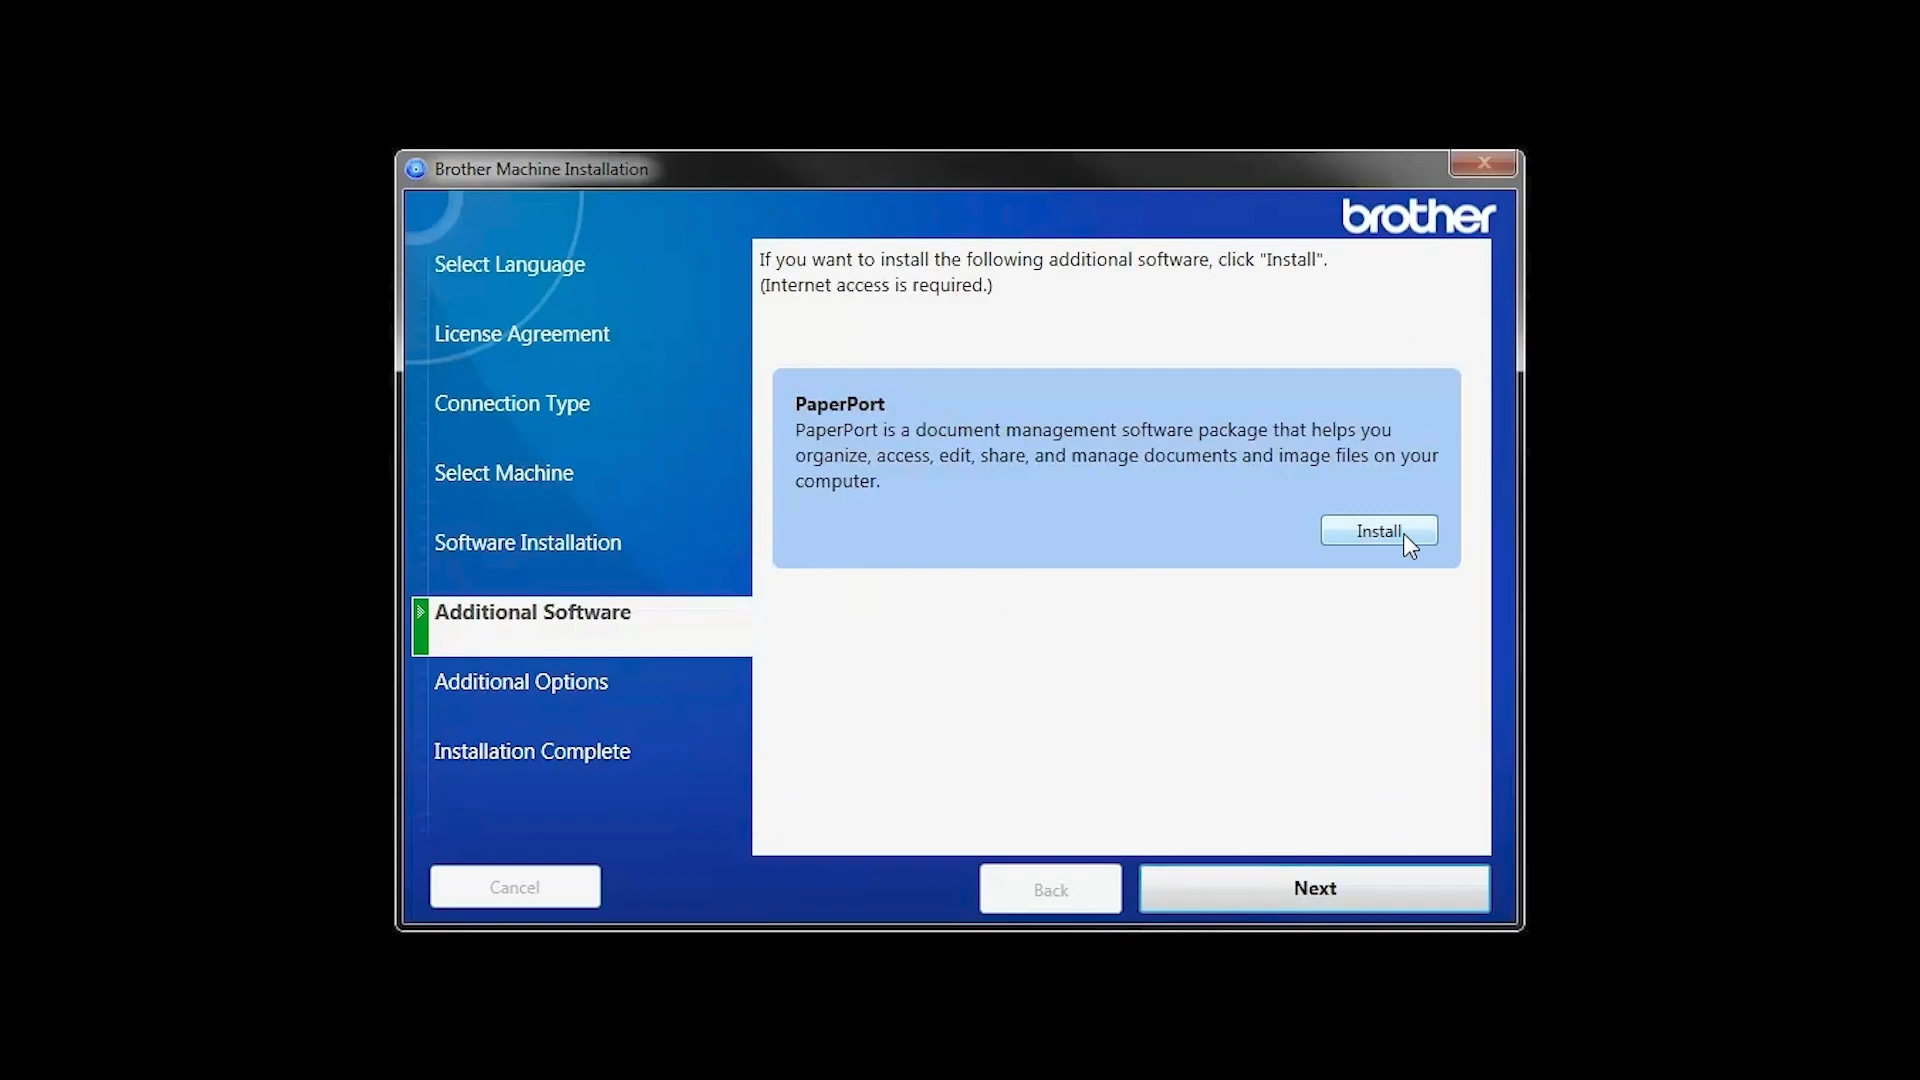 Brother Machine Installation
X
brother
Select Language
License Agreement
Connection Type
Select Machine
Software Installation
Additional Software
Additional Options
Installation Complete
If you want to install the following additional software, click "Install".
(Internet access is required.)
PaperPort
PaperPort is a document management software package that helps you
organize, access, edit, share, and manage documents and image files on your
computer.
Install
Cancel
Back
Next